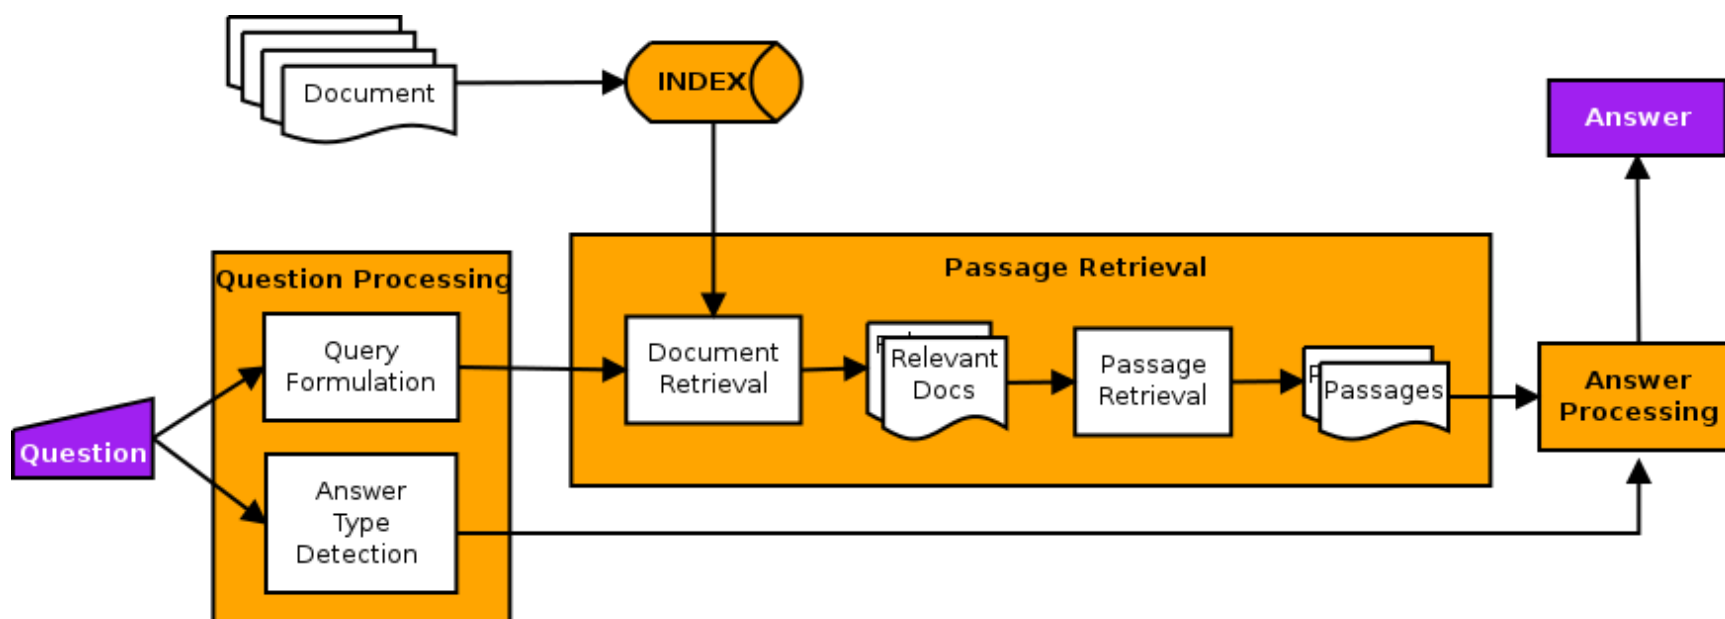 Document
INDEX
Answer
Question Processing
Passage Retrieval
Query
Formulation
Document
Retrieval
Relevant
Docs
Passage
Retrieval
Passages
Answer
Processing
Question
Answer
Type
Detection